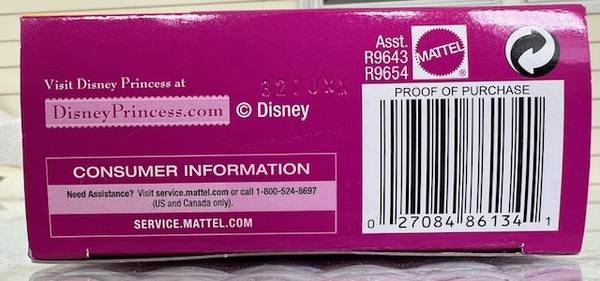 Asst.
R9643
R9654
MATTEL
®
Visit Disney Princess at
DisneyPrincess.com
© Disney
CONSUMER INFORMATION
Need Assistance? Visit service.mattel.com or call 1-800-524-8697
(US and Canada only).
SERVICE.MATTEL.COM
PROOF OF PURCHASE
0 27084 86134 1